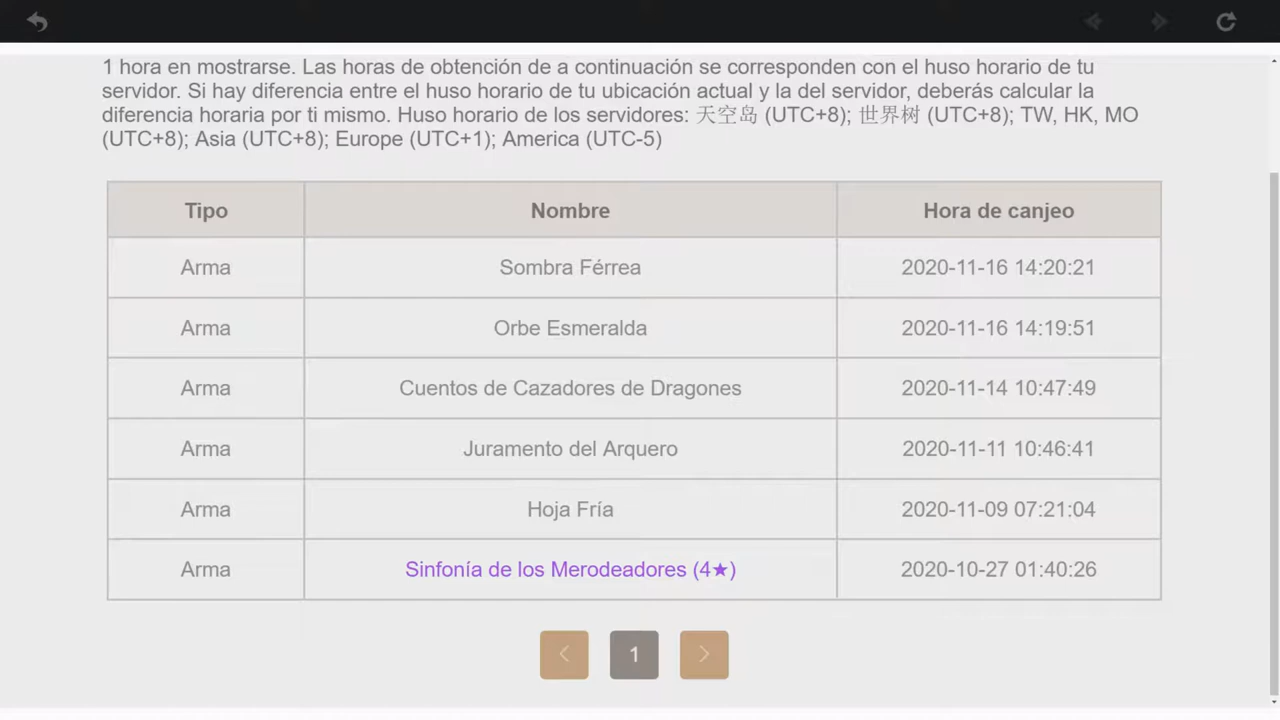 1 hora en mostrarse. Las horas de obtención de a continuación se corresponden con el huso horario de tu
servidor. Si hay diferencia entre el huso horario de tu ubicación actual y la del servidor, deberás calcular la
diferencia horaria por ti mismo. Huso horario de los servidores: 天空岛 (UTC+8); 世界树 (UTC+8); TW, HK, MO
(UTC+8); Asia (UTC+8); Europe (UTC+1); America (UTC-5)
Tipo Nombre Hora de canjeo
Arma Sombra Férrea 2020-11-16 14:20:21
Arma Orbe Esmeralda 2020-11-16 14:19:51
Arma Cuentos de Cazadores de Dragones 2020-11-14 10:47:49
Arma Juramento del Arquero 2020-11-11 10:46:41
Arma Hoja Fría 2020-11-09 07:21:04
Arma Sinfonía de los Merodeadores (4★) 2020-10-27 01:40:26
1